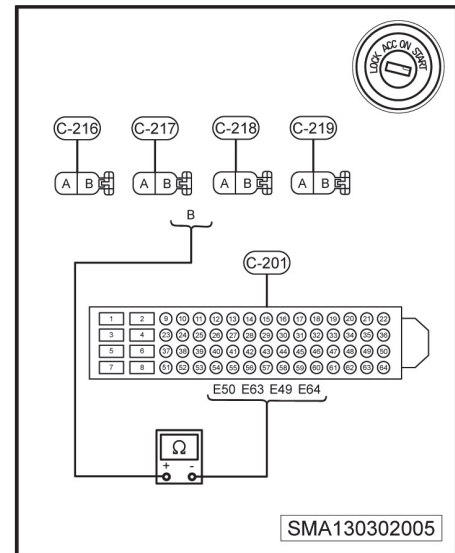 LOCK ACC ON START
C-216 C-217 C-218 C-219
A B A B A B A B
B
C-201
1 2 9 10 11 12 13 14 15 16 17 18 19 20 21 22
3 4 23 24 25 26 27 28 29 30 31 32 33 34 35 36
5 6 37 38 39 40 41 42 43 44 45 46 47 48 49 50
7 8 51 52 53 54 55 56 57 58 59 60 61 62 63 64
E50 E63 E49 E64
Ω
+ -
SMA130302005